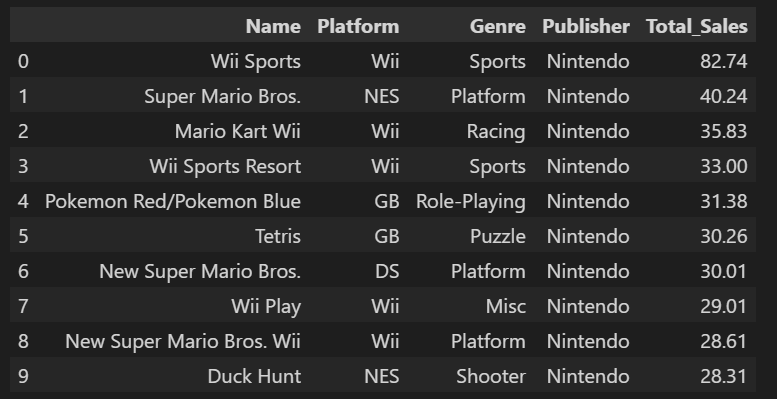 Name Platform Genre Publisher Total_Sales
0 Wii Sports Wii Sports Nintendo 82.74
1 Super Mario Bros. NES Platform Nintendo 40.24
2 Mario Kart Wii Wii Racing Nintendo 35.83
3 Wii Sports Resort Wii Sports Nintendo 33.00
4 Pokemon Red/Pokemon Blue GB Role-Playing Nintendo 31.38
5 Tetris GB Puzzle Nintendo 30.26
6 New Super Mario Bros. DS Platform Nintendo 30.01
7 Wii Play Wii Misc Nintendo 29.01
8 New Super Mario Bros. Wii Wii Platform Nintendo 28.61
9 Duck Hunt NES Shooter Nintendo 28.31